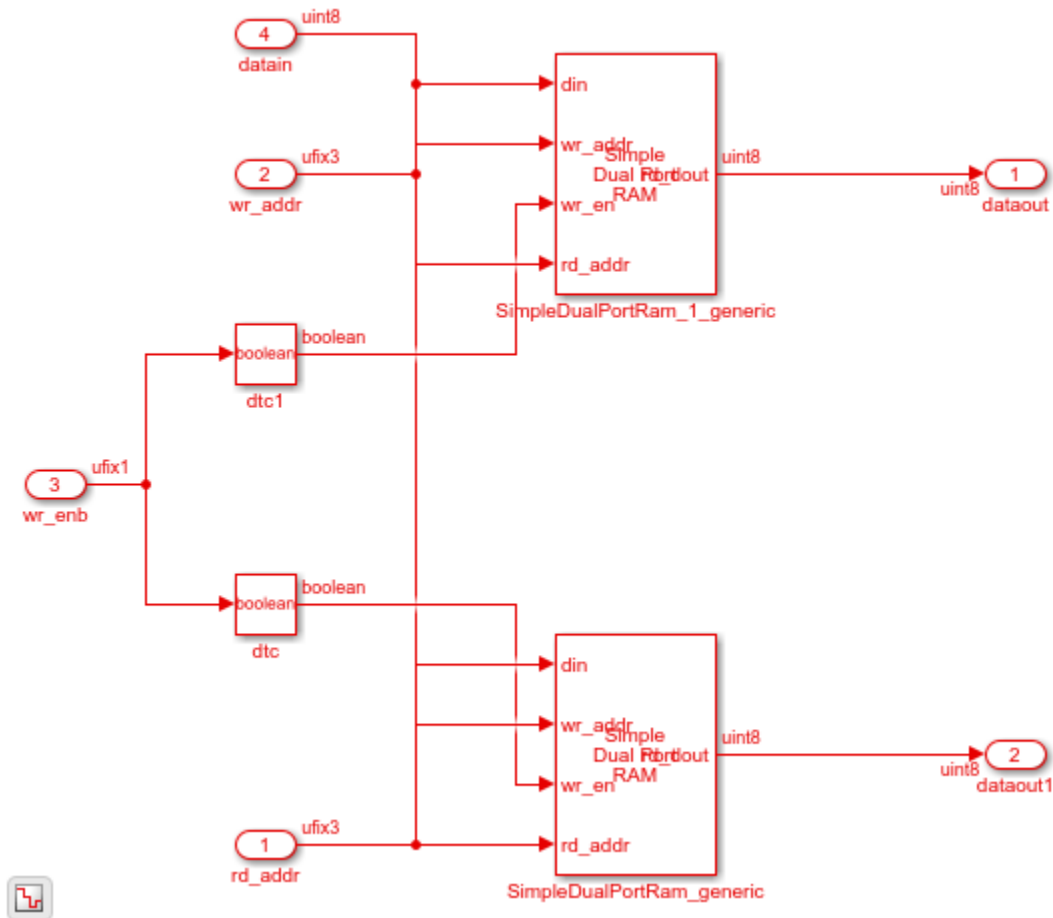 uint8
4
datain
din
ufix3
2
wr_addr
wr_addr
Simple
Dual Port
RAM
rd_dout
uint8
1
uint8
dataout
wr_en
rd_addr
SimpleDualPortRam_1_generic
boolean
boolean
dtc1
ufix1
3
wr_enb
boolean
boolean
dtc
din
wr_addr
Simple
Dual Port
RAM
rd_dout
uint8
2
uint8
dataout1
wr_en
ufix3
1
rd_addr
rd_addr
SimpleDualPortRam_generic